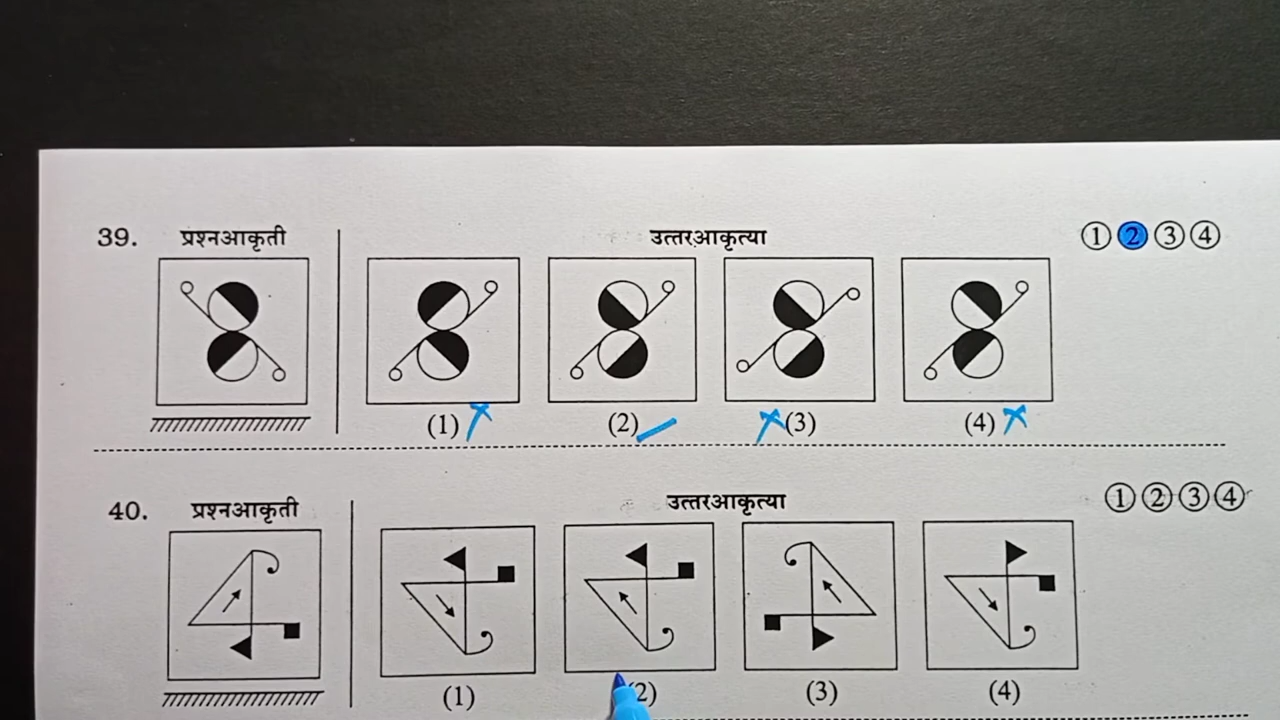 39. प्रश्नआकृती उत्तरआकृत्या ① ② ③ ④
(1) (2) (3) (4)
40. प्रश्नआकृती उत्तरआकृत्या ① ② ③ ④
(1) (2) (3) (4)